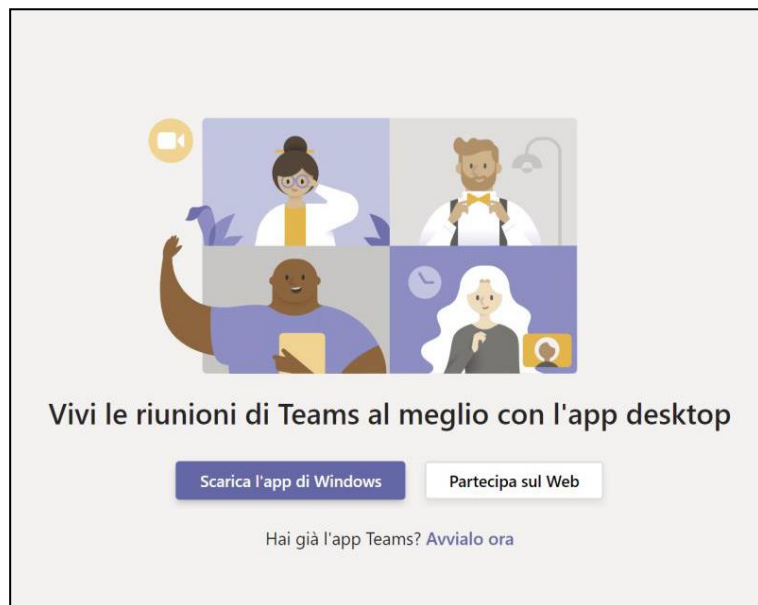 Vivi le riunioni di Teams al meglio con l'app desktop
Scarica l'app di Windows
Partecipa sul Web
Hai già l'app Teams? Avvialo ora